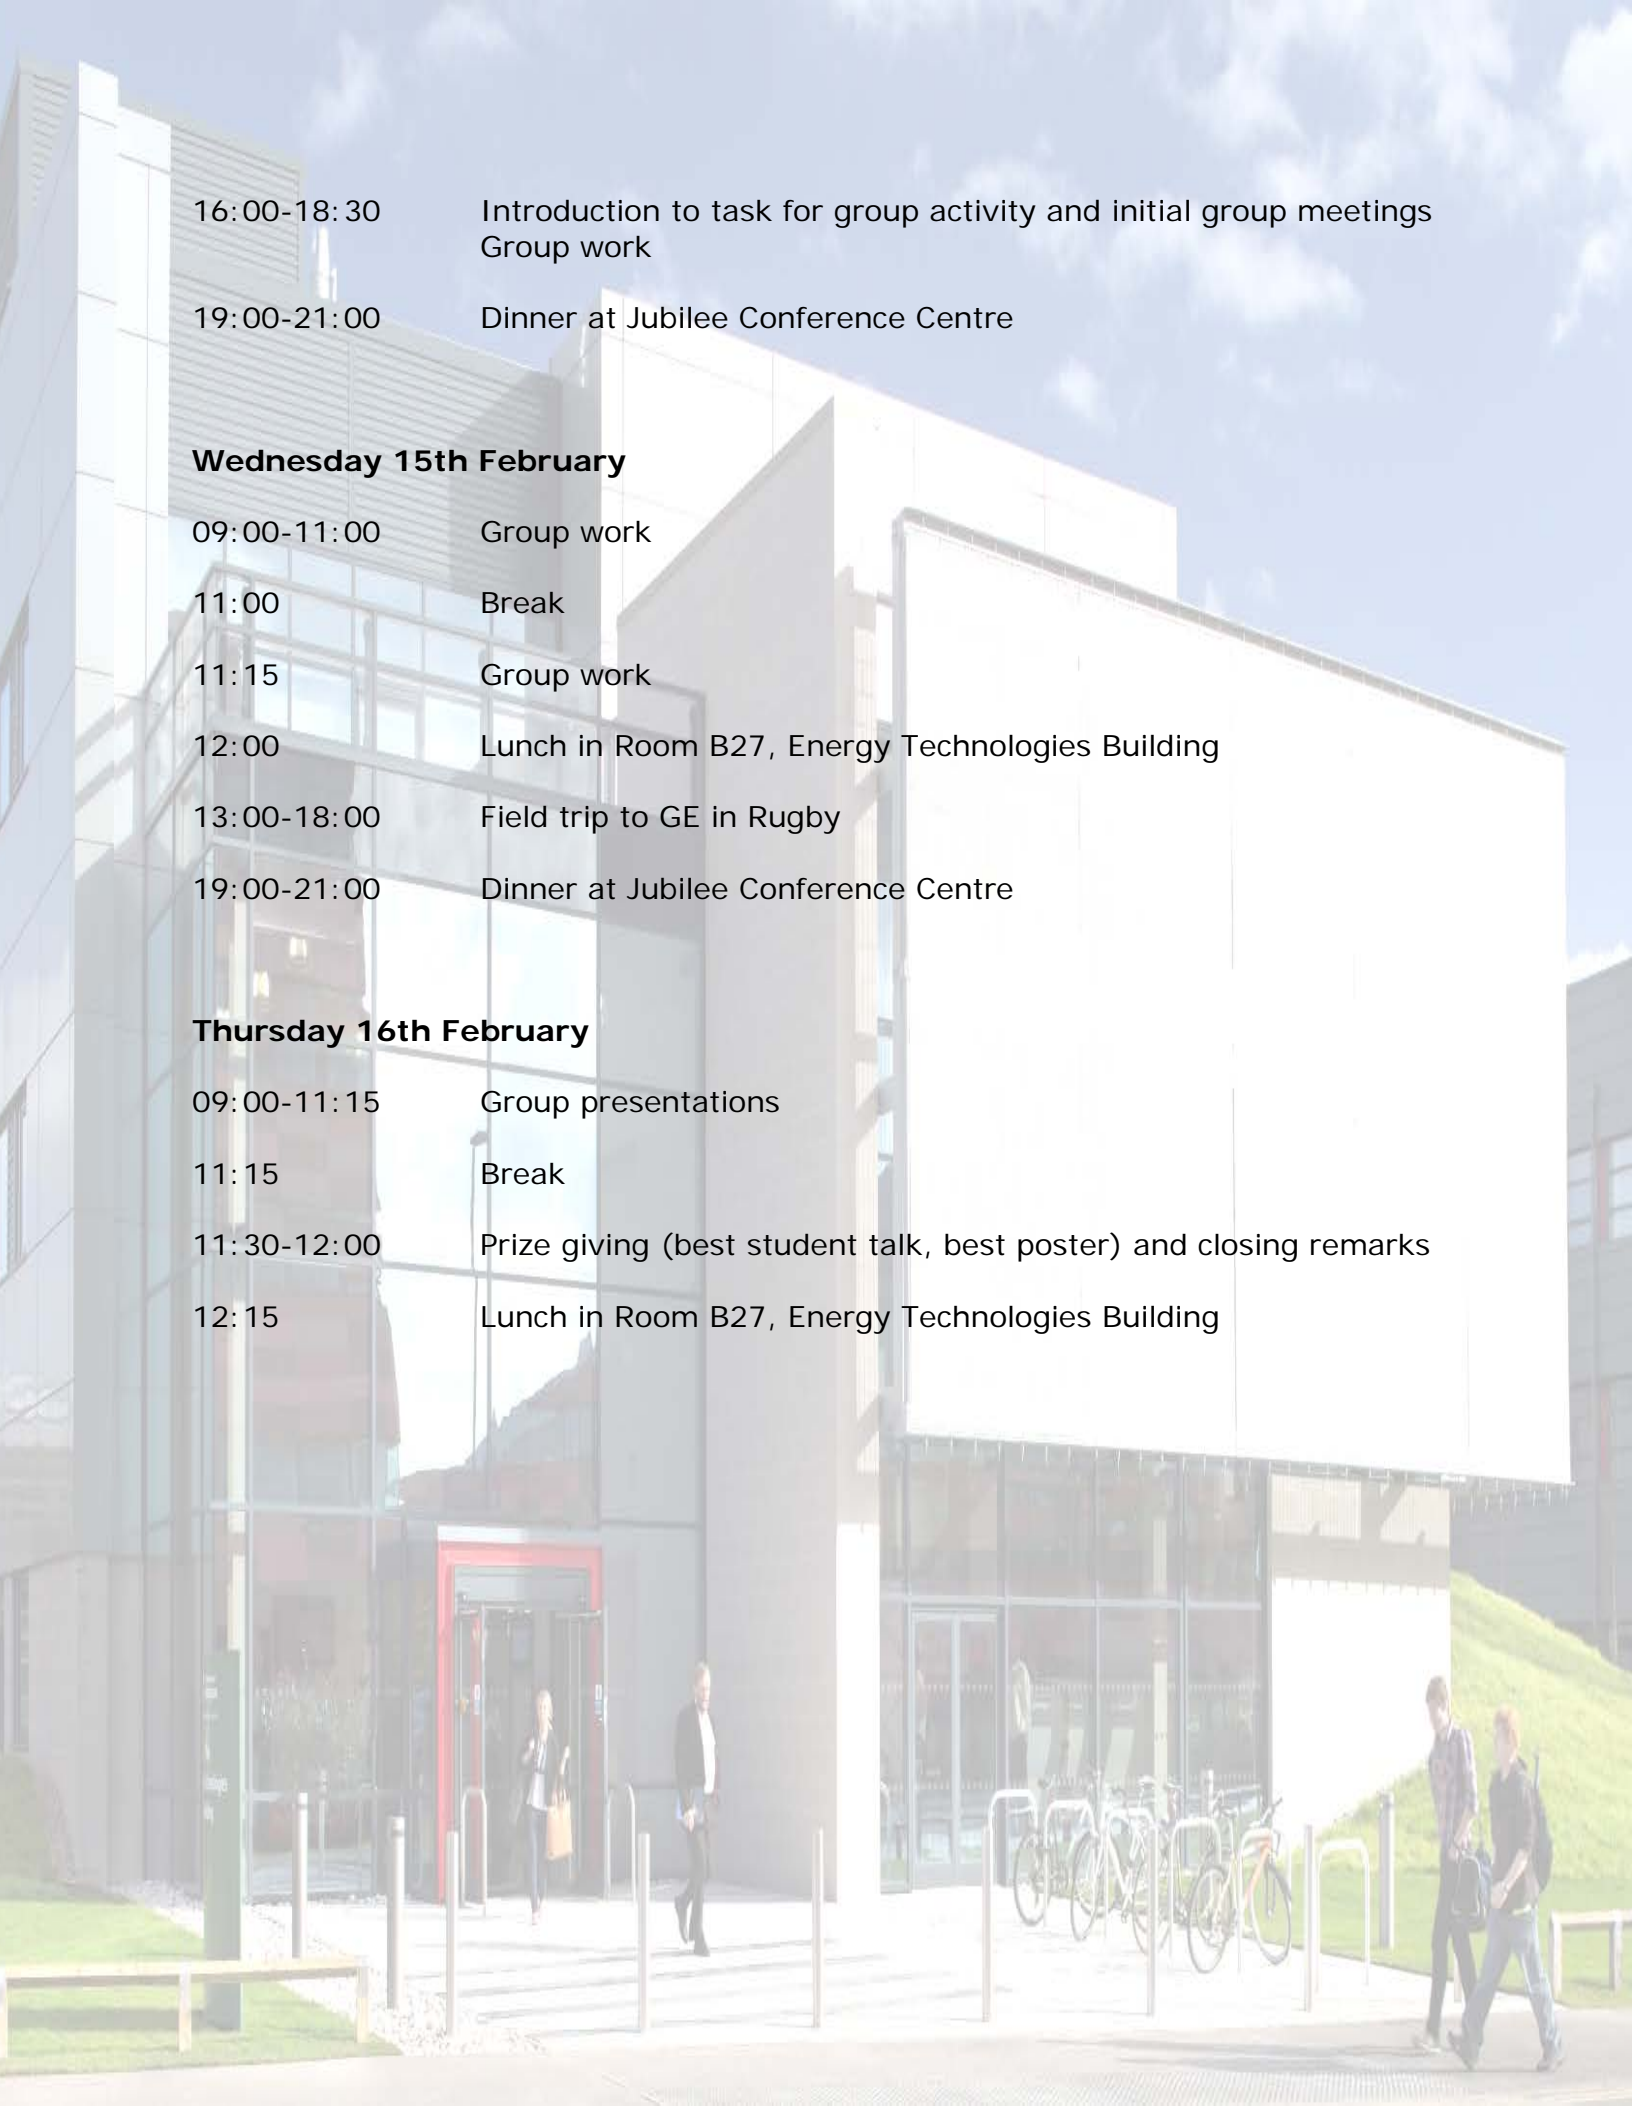 16:00-18:30 Introduction to task for group activity and initial group meetings
Group work
19:00-21:00 Dinner at Jubilee Conference Centre
Wednesday 15th February
09:00-11:00 Group work
11:00 Break
11:15 Group work
12:00 Lunch in Room B27, Energy Technologies Building
13:00-18:00 Field trip to GE in Rugby
19:00-21:00 Dinner at Jubilee Conference Centre
Thursday 16th February
09:00-11:15 Group presentations
11:15 Break
11:30-12:00 Prize giving (best student talk, best poster) and closing remarks
12:15 Lunch in Room B27, Energy Technologies Building